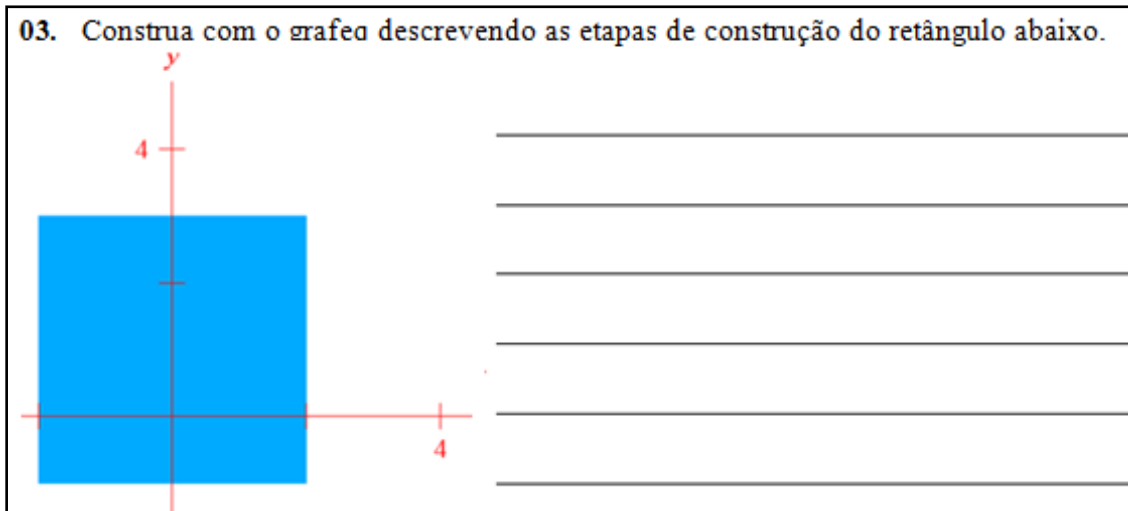 03. Construa com o grafeq descrevendo as etapas de construção do retângulo abaixo.
y
4
4